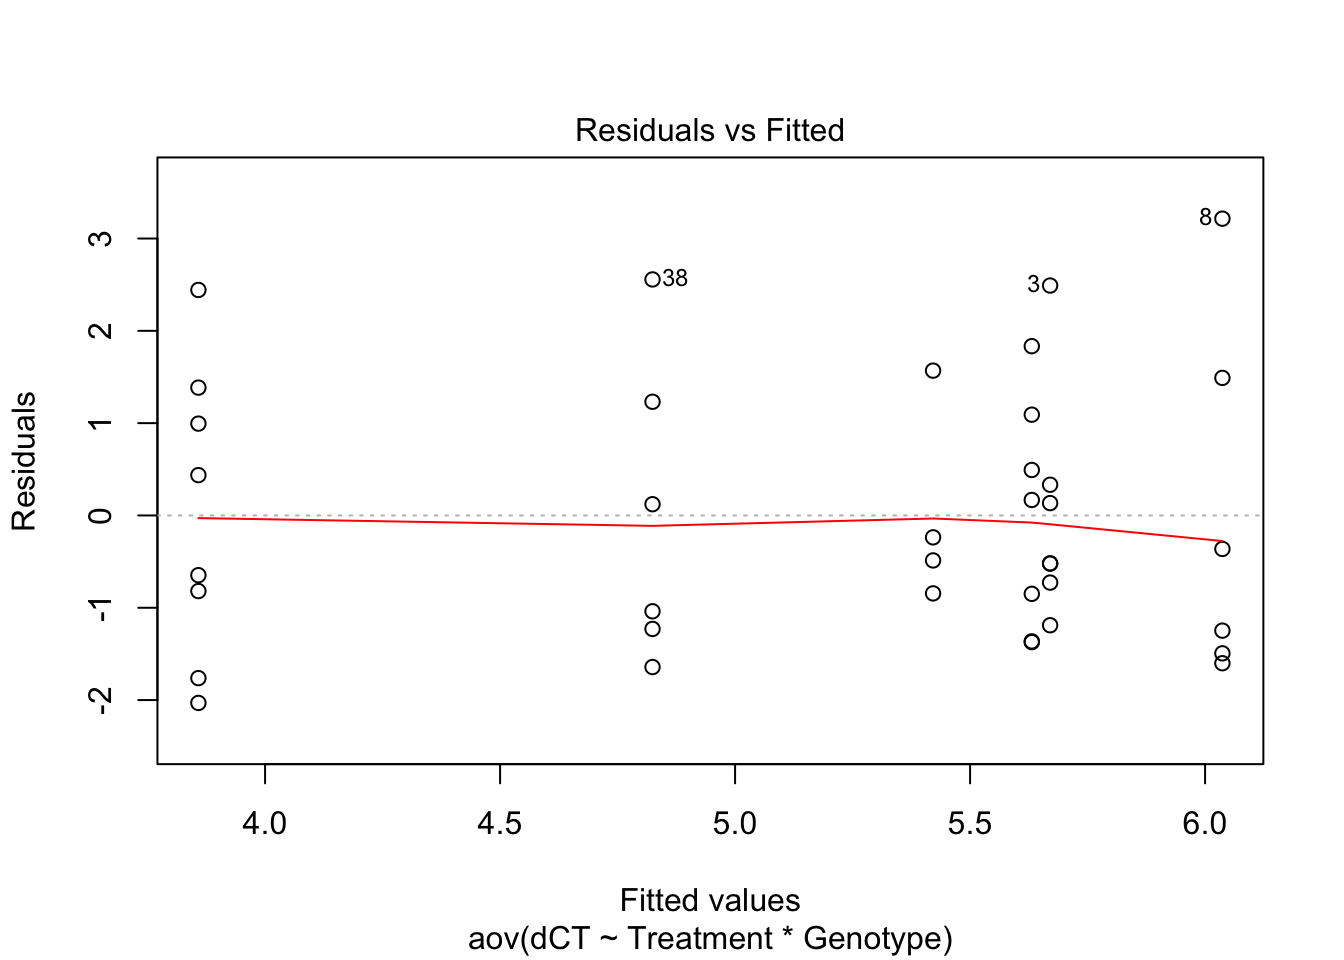 Residuals vs Fitted
Residuals
3
2
1
0
-1
-2
8
38
3
4.0 4.5 5.0 5.5 6.0
Fitted values
aov(dCT ~ Treatment * Genotype)